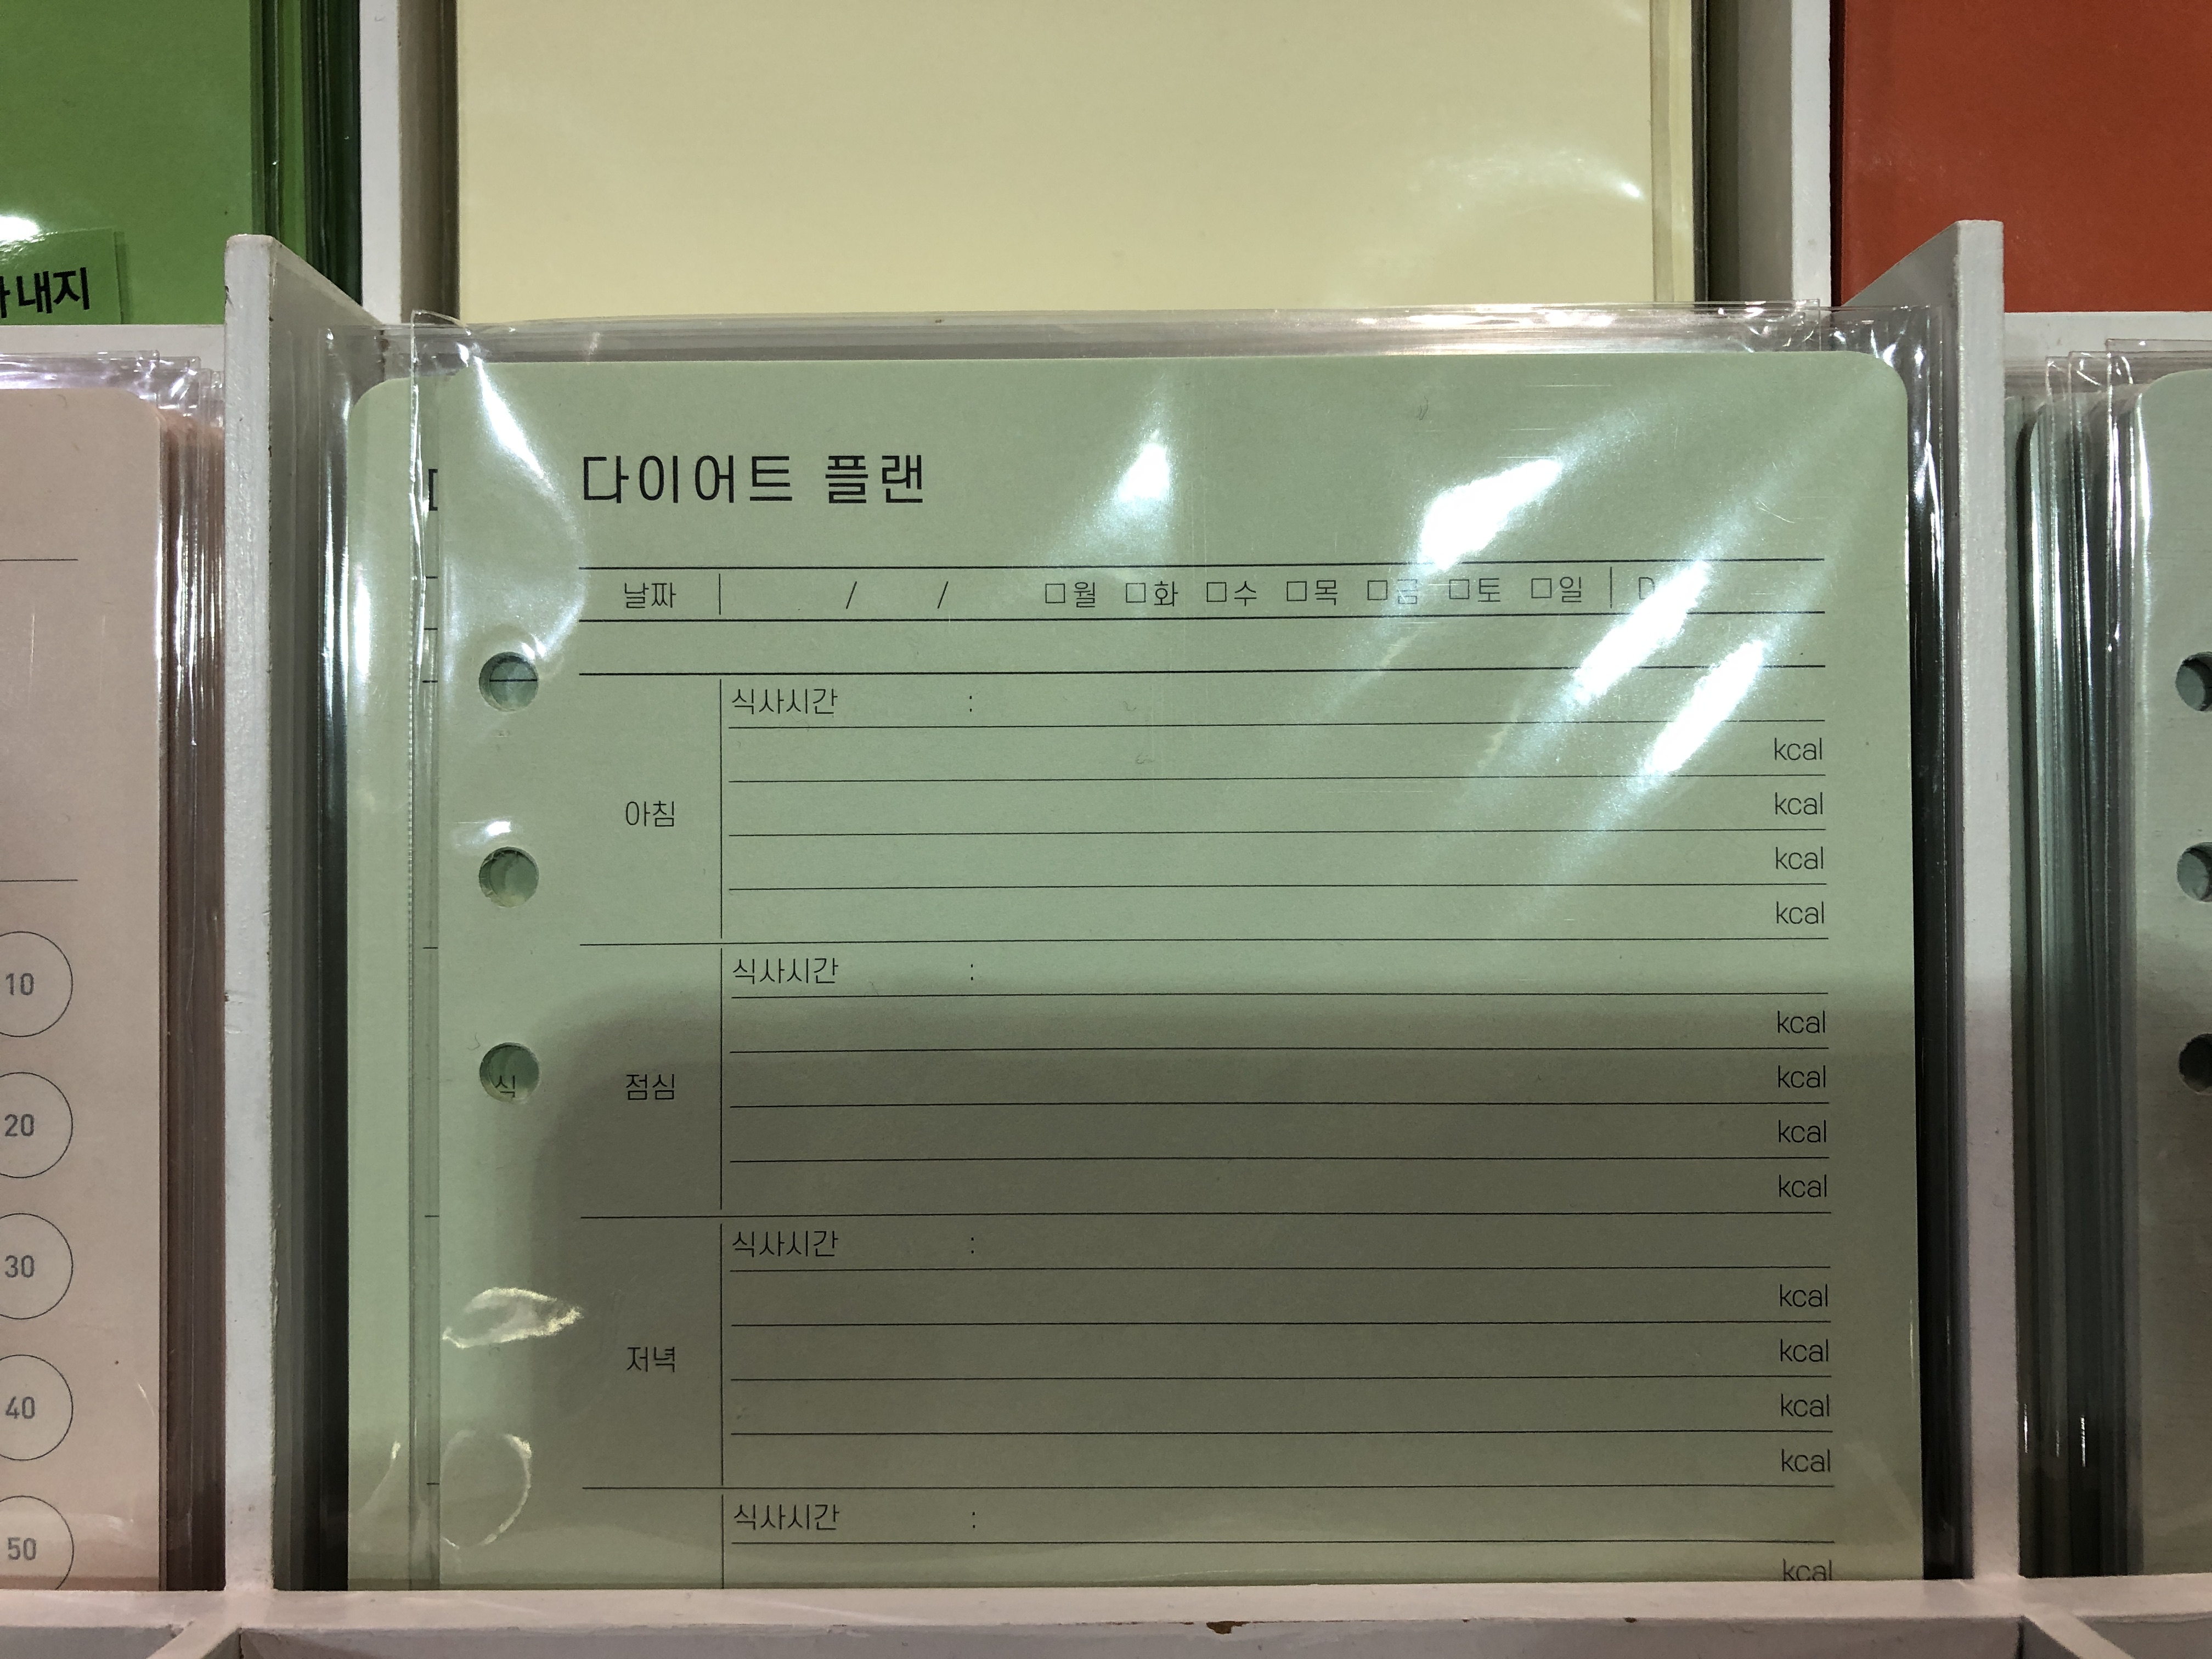 내지
다이어트 플랜
날짜 / / □월 □화 □수 □목 □금 □토 □일
식사시간 :
kcal
kcal
아침
kcal
kcal
식사시간 :
kcal
kcal
점심
kcal
kcal
식사시간 :
kcal
kcal
저녁
kcal
kcal
식사시간 :
kcal
10
20
30
40
50
식